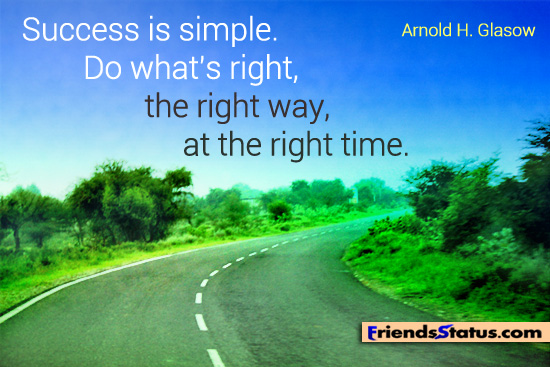 Success is simple.
Arnold H. Glasow
Do what's right,
the right way,
at the right time.
FriendsStatus.com